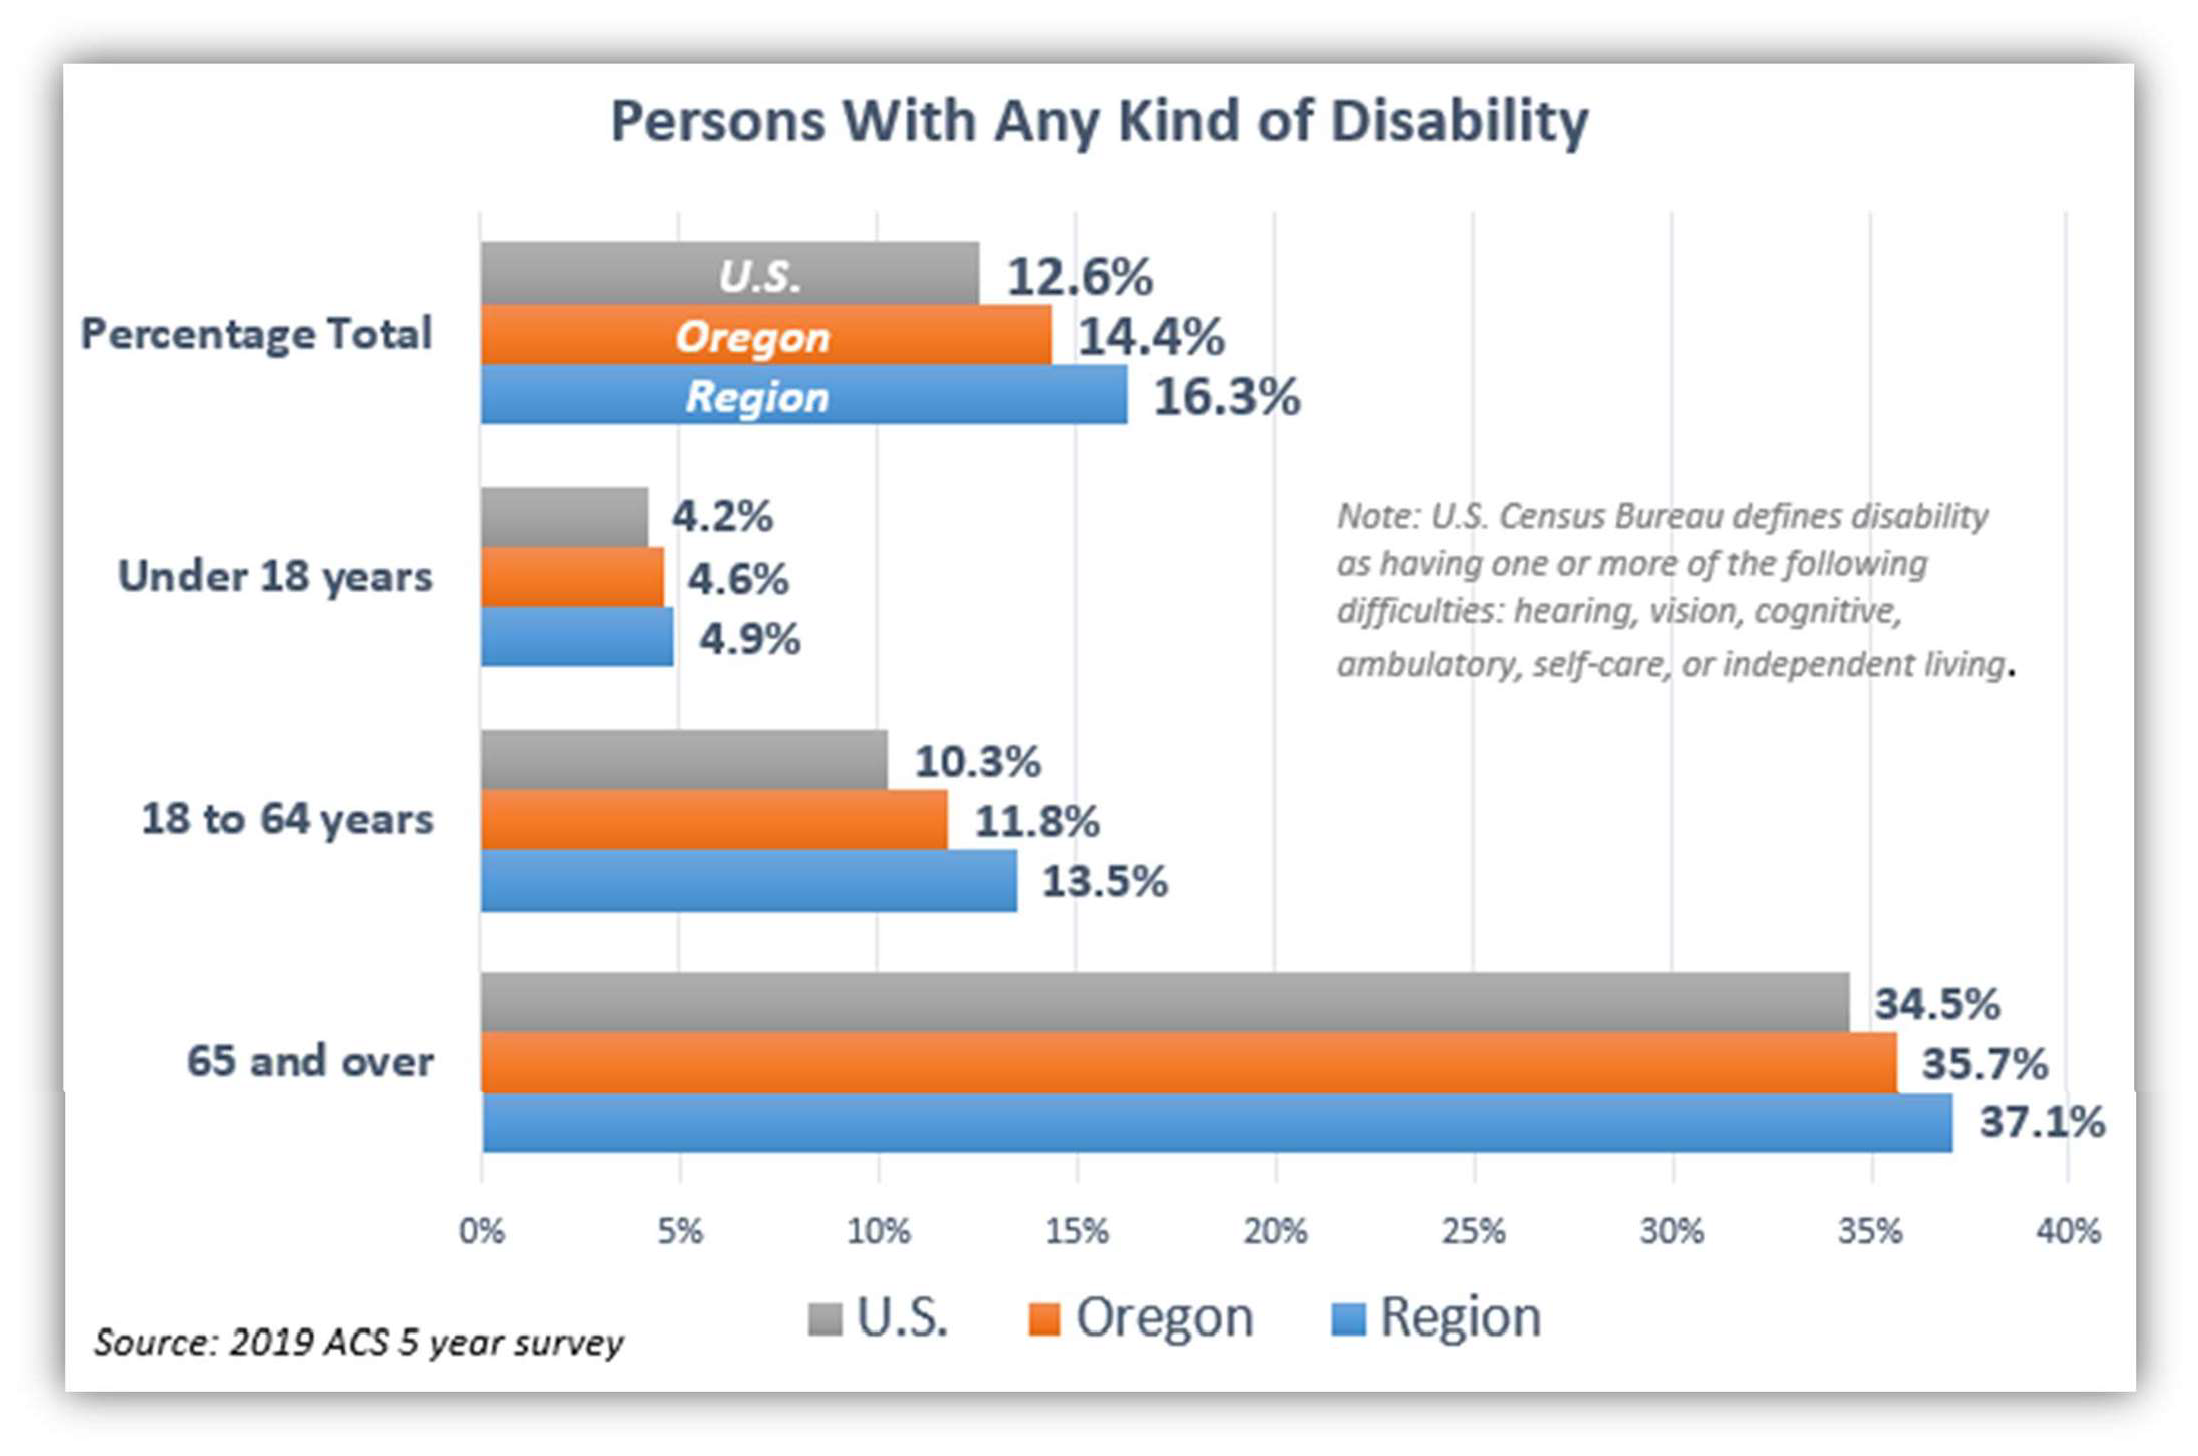 Persons With Any Kind of Disability
Percentage Total
U.S.
12.6%
Oregon
14.4%
Region
16.3%
Under 18 years
4.2%
4.6%
4.9%
Note: U.S. Census Bureau defines disability
as having one or more of the following
difficulties: hearing, vision, cognitive,
ambulatory, self-care, or independent living.
18 to 64 years
10.3%
11.8%
13.5%
65 and over
34.5%
35.7%
37.1%
0% 5% 10% 15% 20% 25% 30% 35% 40%
U.S. Oregon Region
Source: 2019 ACS 5 year survey